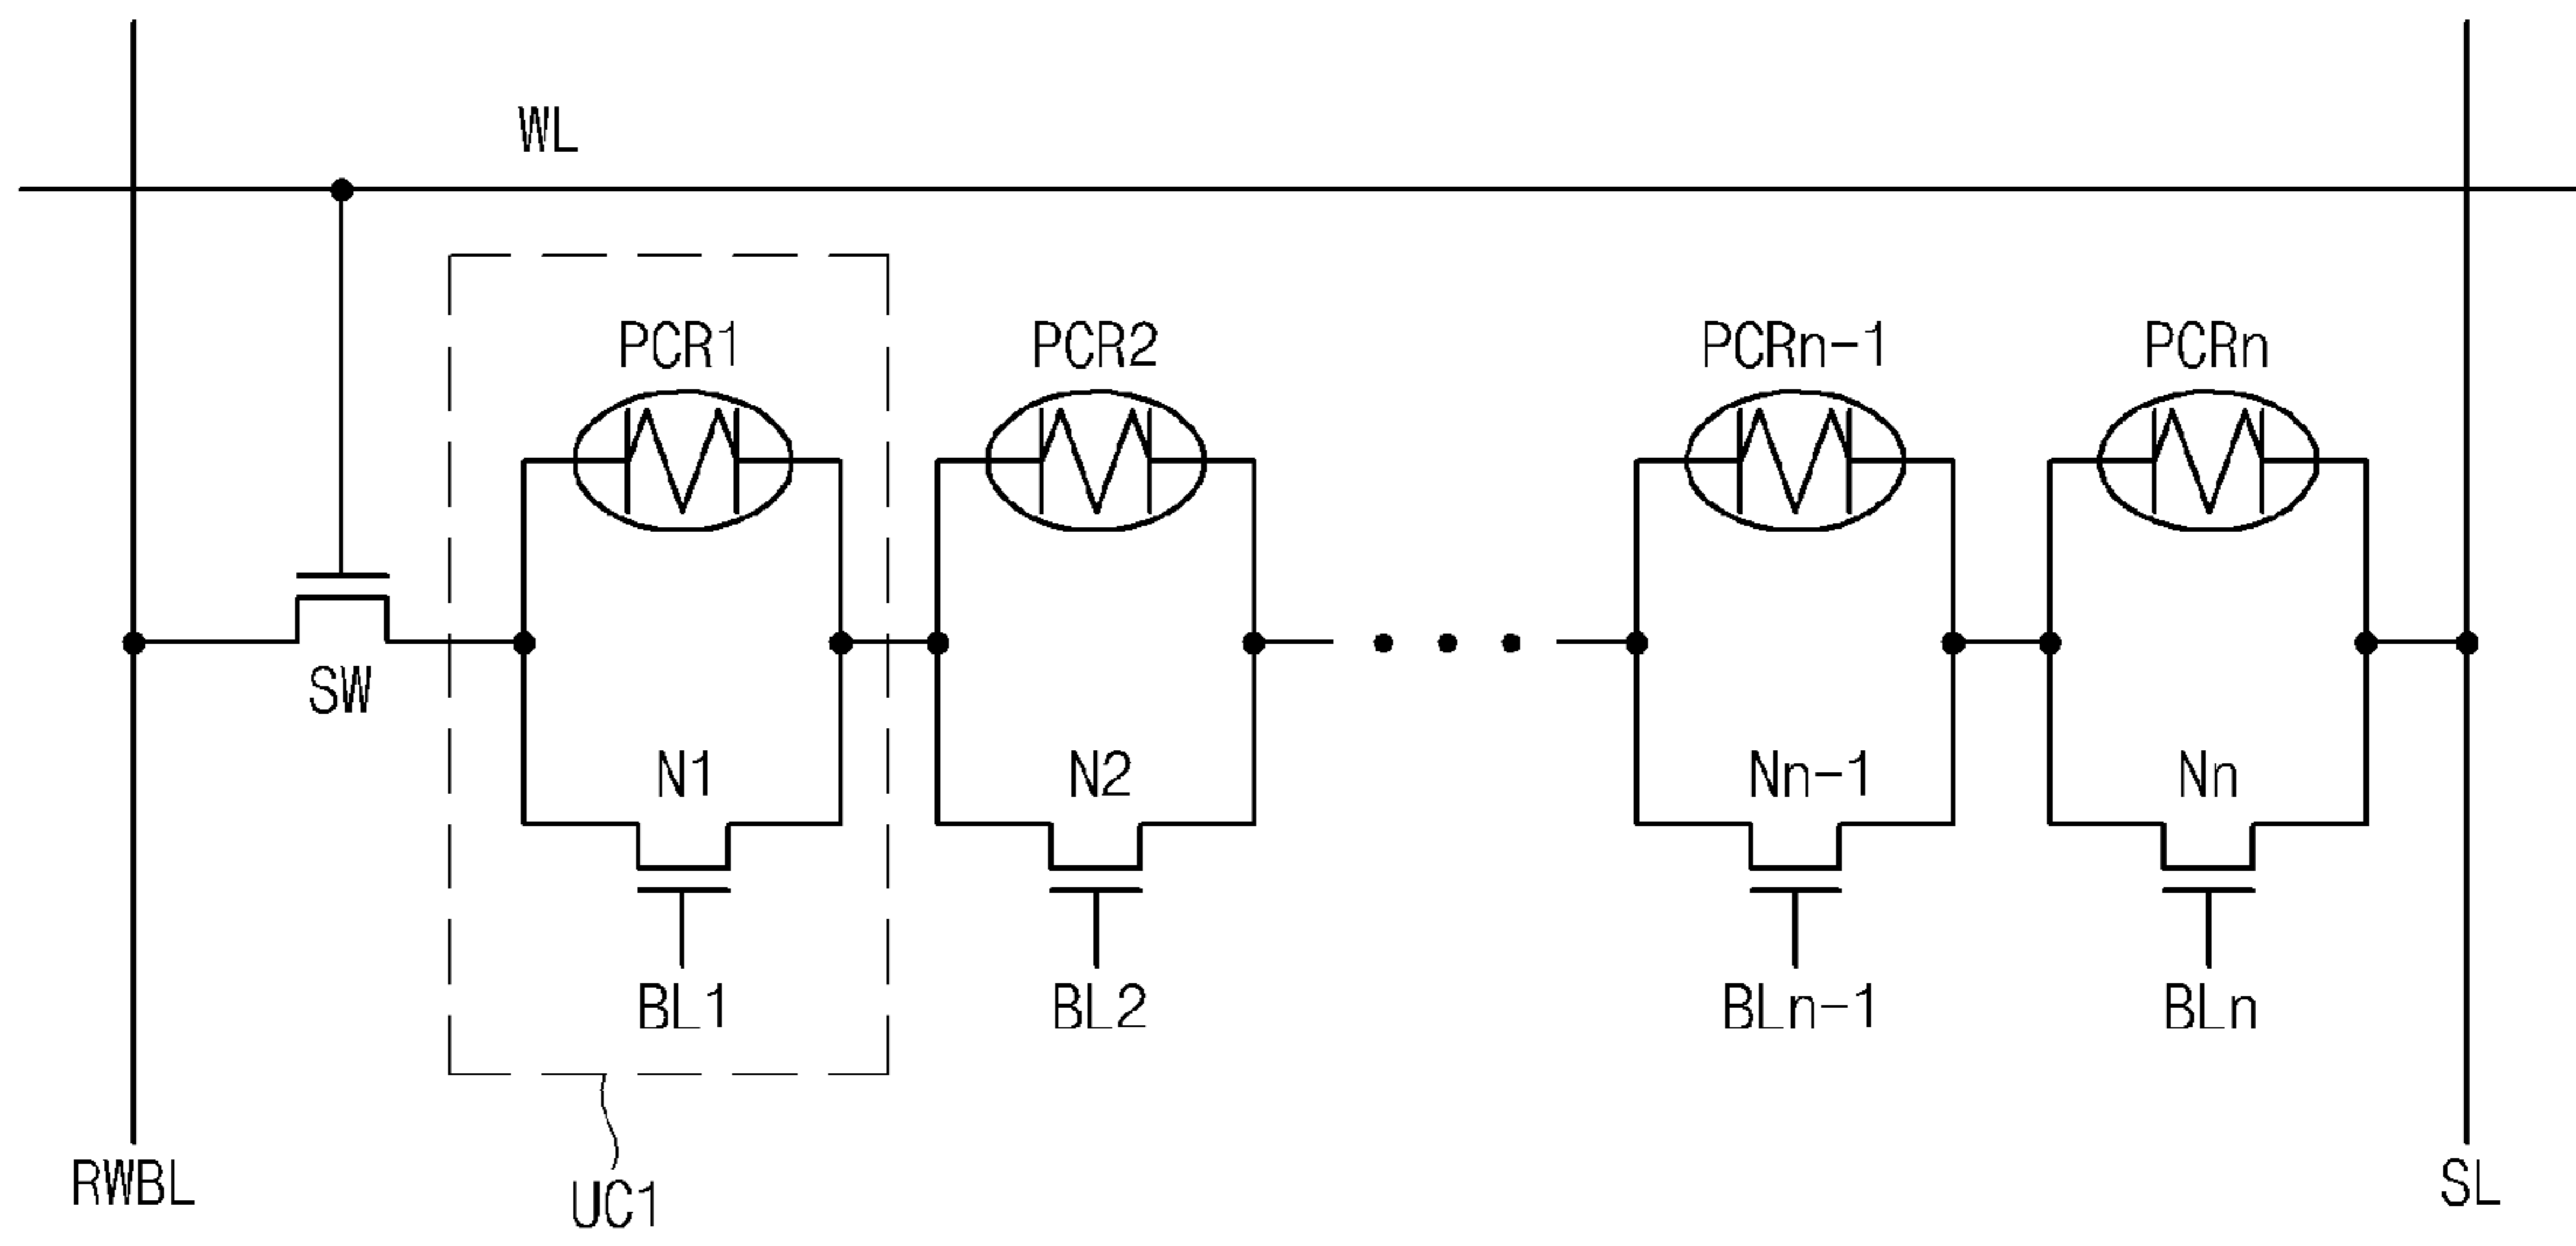 WL
PCR1 PCR2 PCRn-1 PCRn
SW
N1 N2 Nn-1 Nn
BL1 BL2 BLn-1 BLn
RWBL UC1 SL